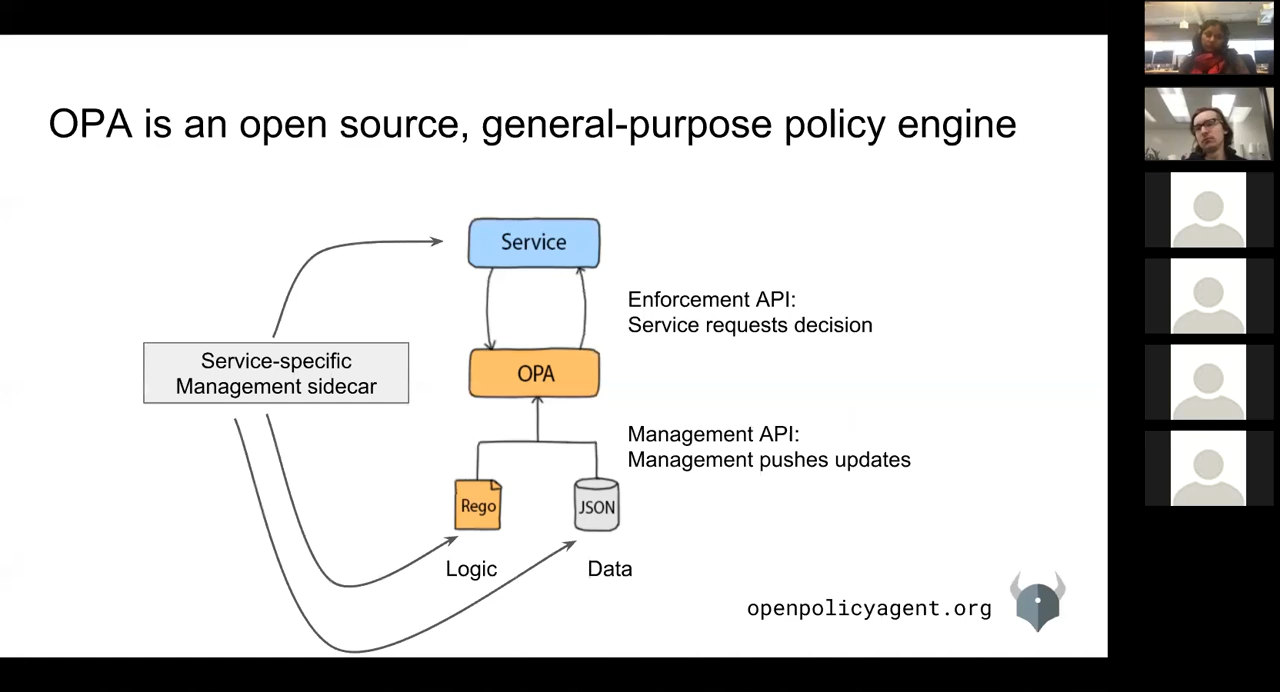 OPA is an open source, general-purpose policy engine
Service
Enforcement API:
Service requests decision
Service-specific
Management sidecar
OPA
Management API:
Management pushes updates
Rego
JSON
Logic
Data
openpolicyagent.org